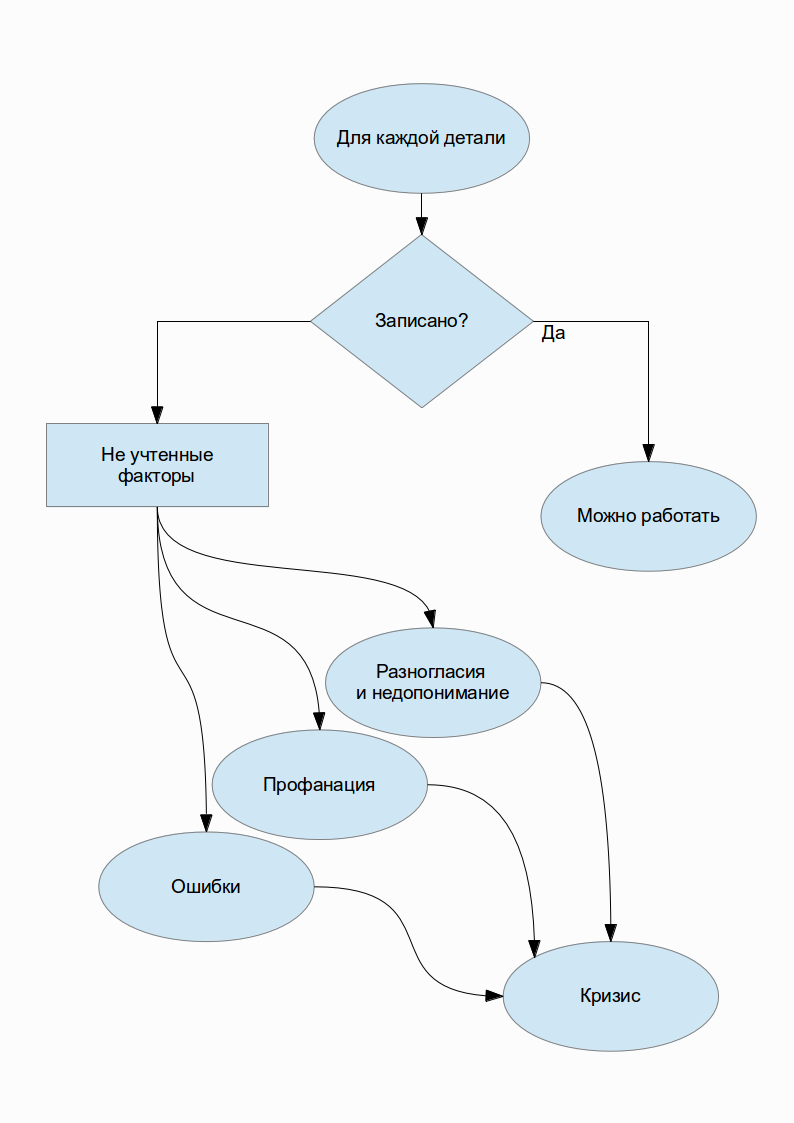 Для каждой детали
Записано?
Да
Не учтенные
факторы
Можно работать
Разногласия
и недопонимание
Профанация
Ошибки
Кризис